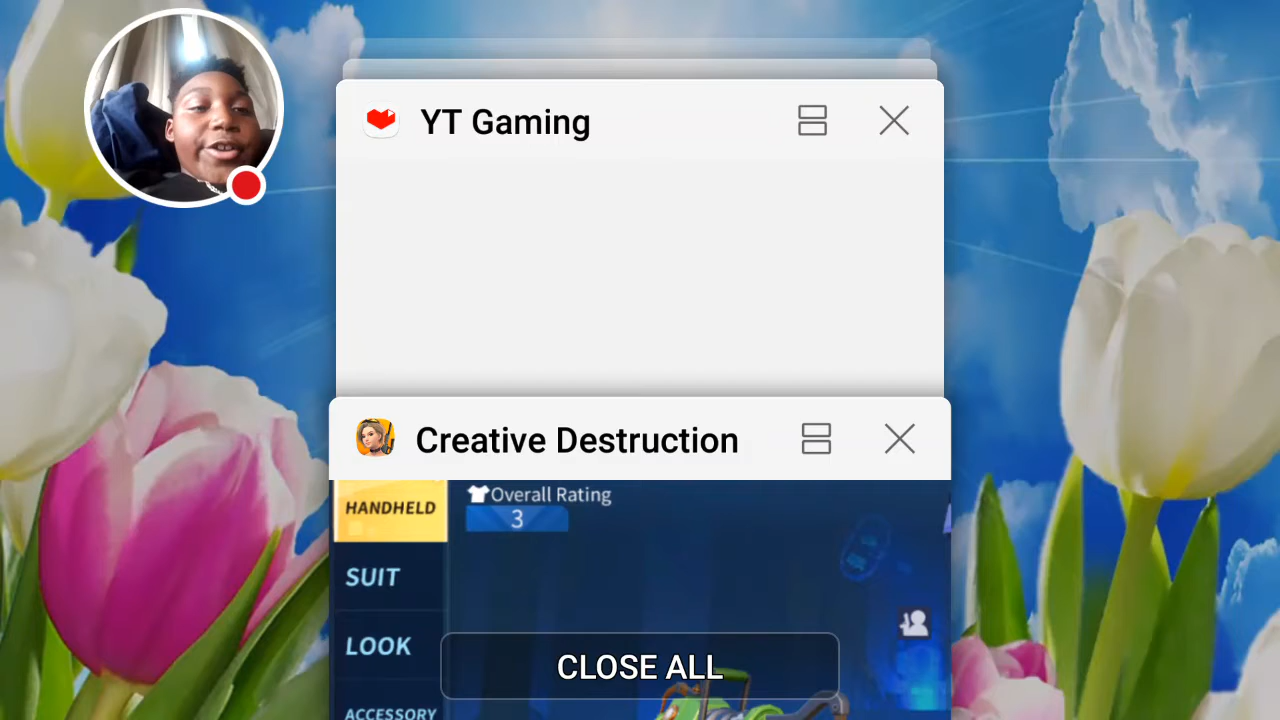 YT Gaming
Creative Destruction
HANDHELD
Overall Rating
3
SUIT
LOOK
CLOSE ALL
ACCESSORY